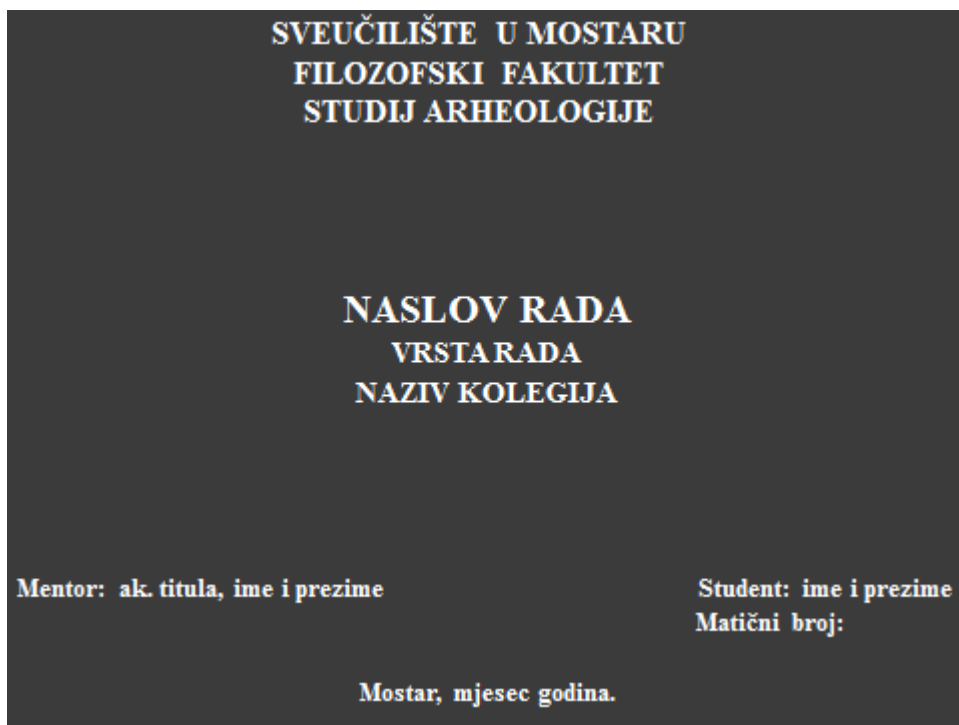 SVEUČILIŠTE U MOSTARU
FILOZOFSKI FAKULTET
STUDIJ ARHEOLOGIJE
NASLOV RADA
VRSTA RADA
NAZIV KOLEGIJA
Mentor: ak. titula, ime i prezime
Student: ime i prezime
Matični broj:
Mostar, mjesec godina.